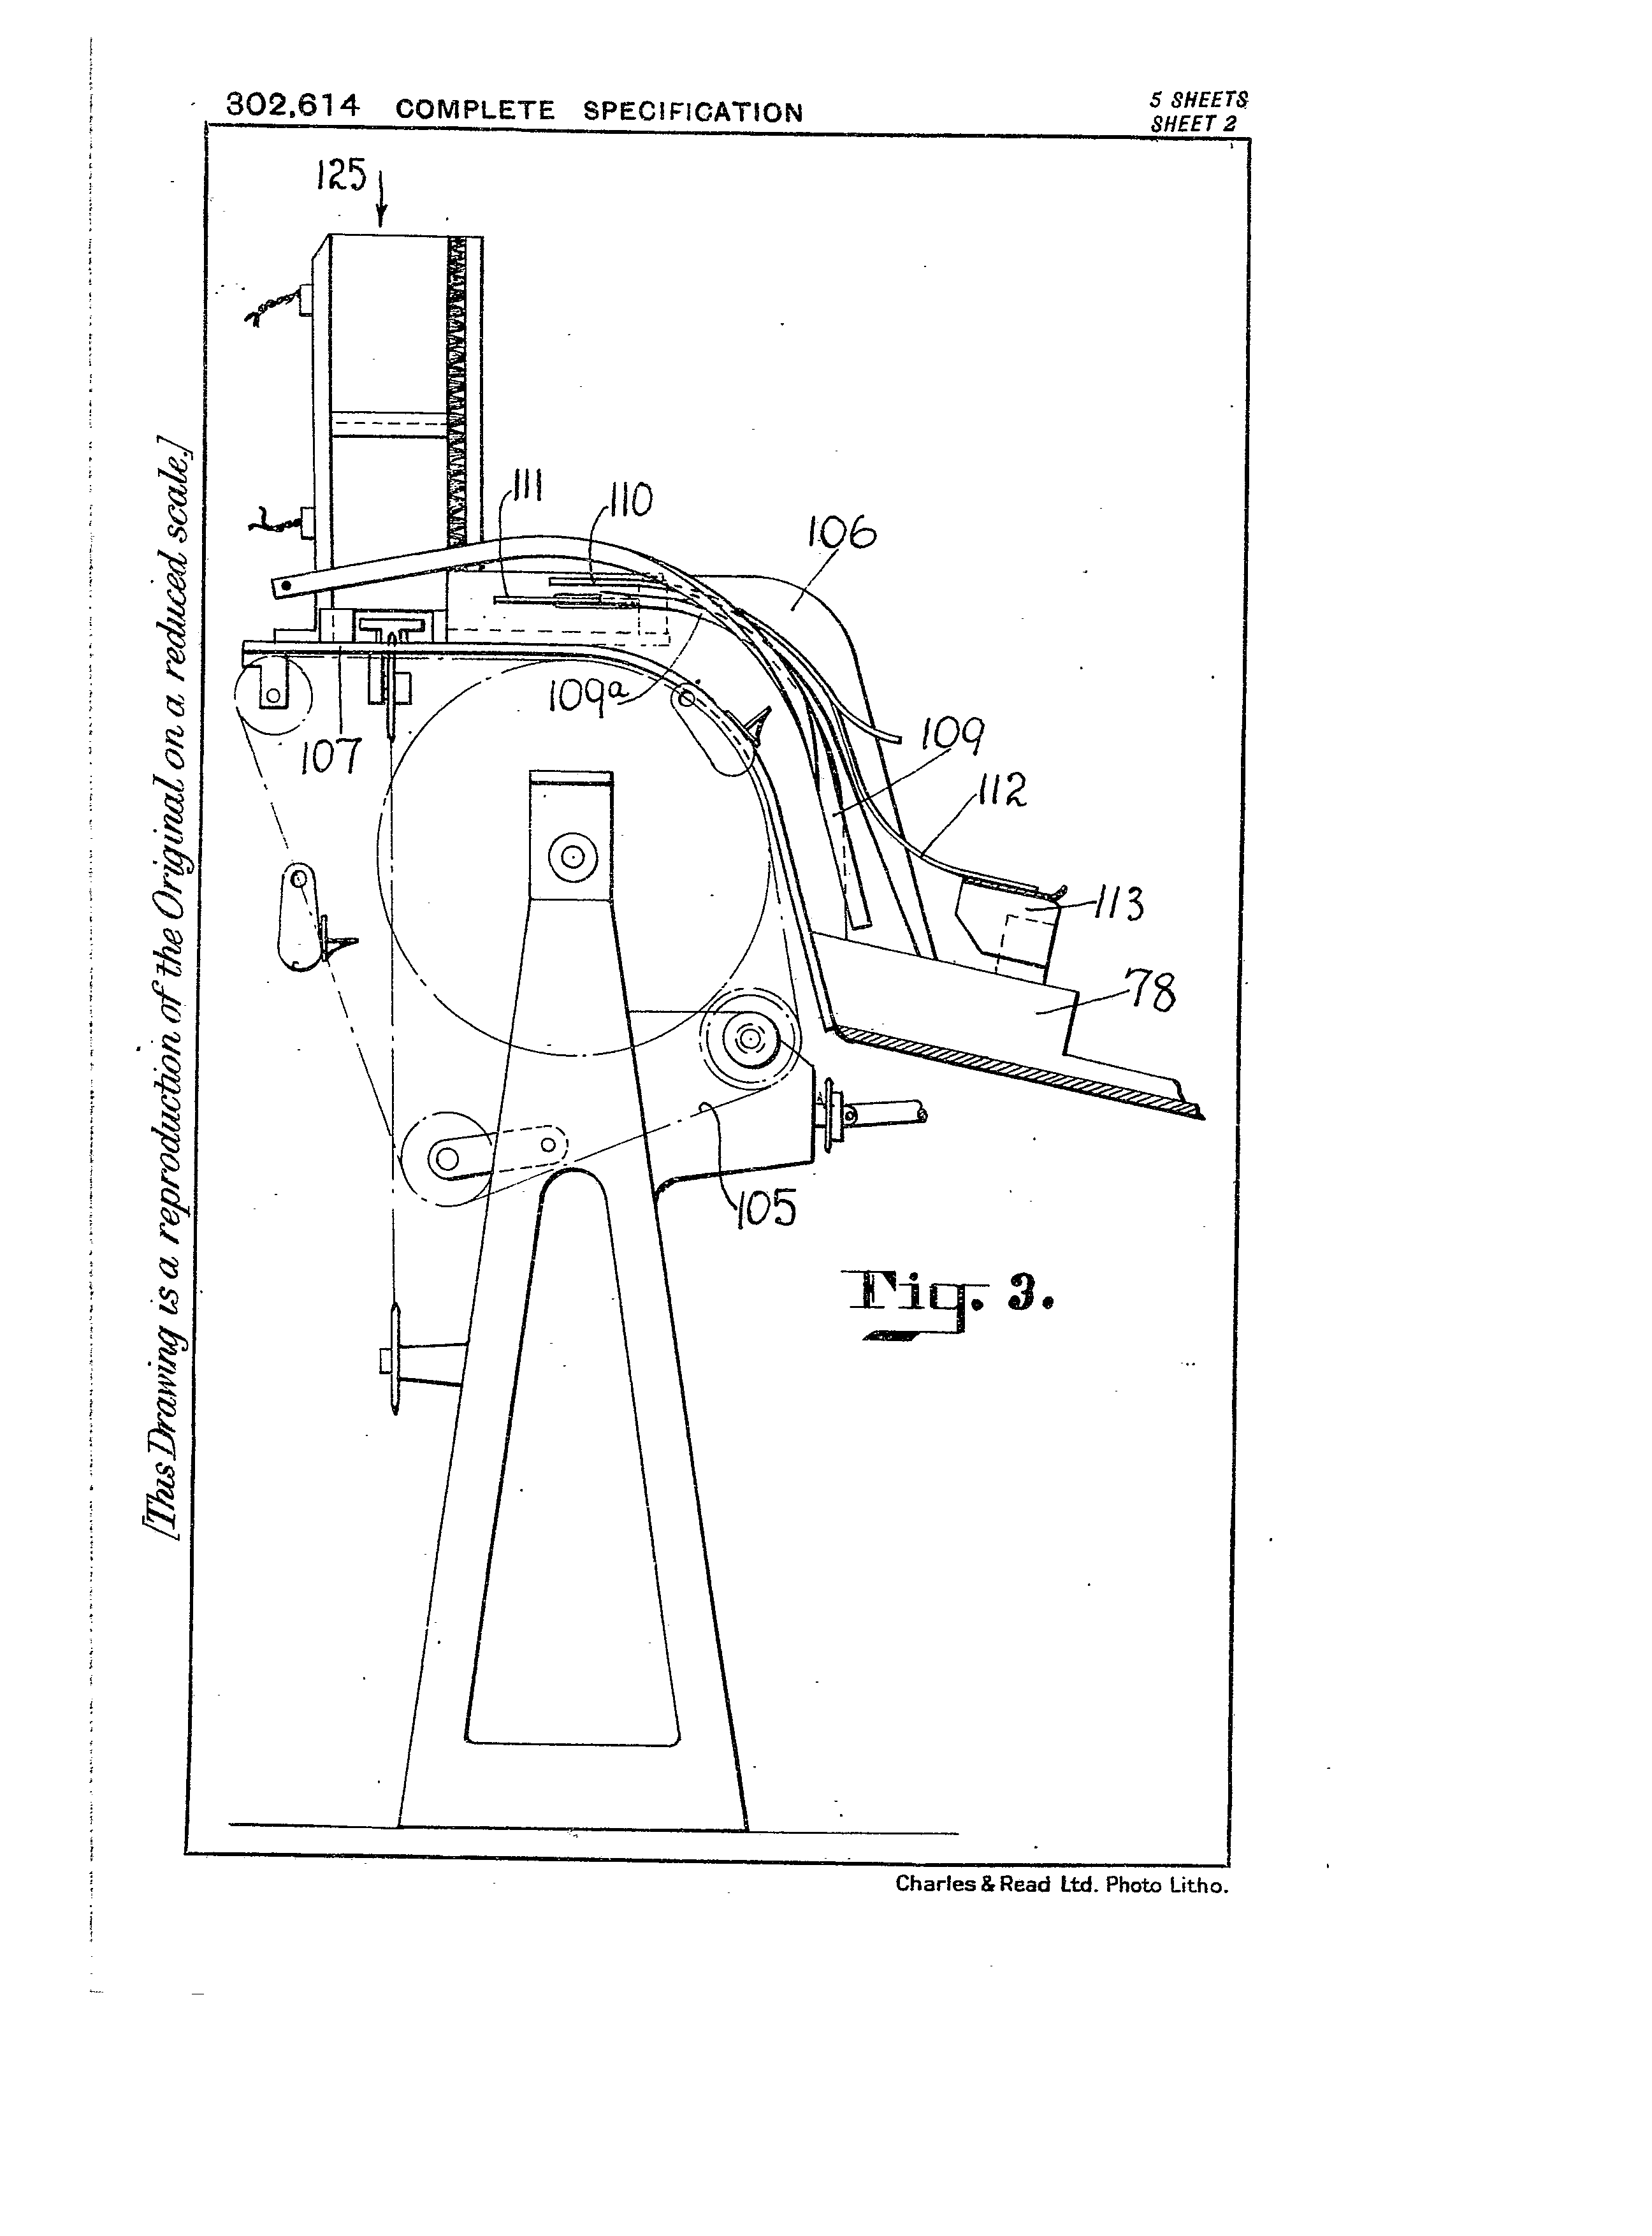 302,614 COMPLETE SPECIFICATION
5 SHEETS
SHEET 2
[This Drawing is a reproduction of the Original on a reduced scale.]
125
111
110
106
109a
107
109
112
113
78
105
Fig. 3.
Charles & Read Ltd. Photo Litho.